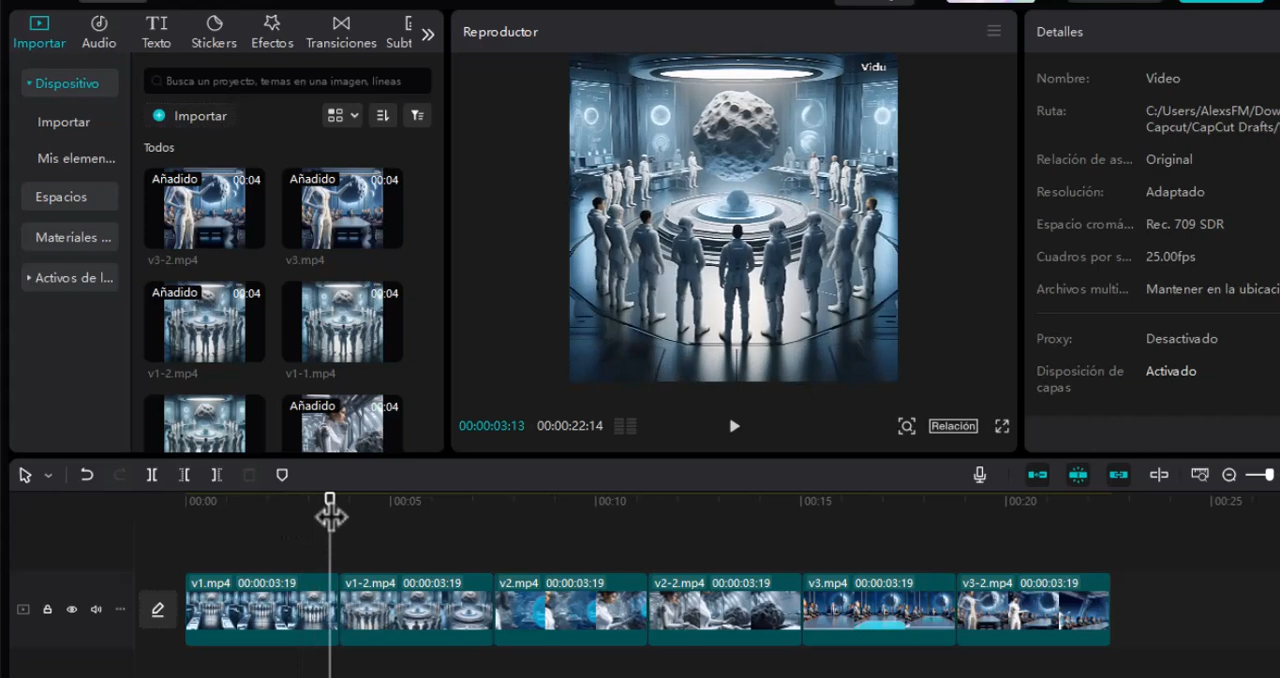 Importar Audio Texto Stickers Efectos Transiciones Subt
Dispositivo
Importar
Mis elemen...
Espacios
Materiales ...
Activos de l...
Busca un proyecto, temas en una imagen, líneas
Importar
Todos
Añadido 00:04 Añadido 00:04
v3-2.mp4 v3.mp4
Añadido 00:04 00:04
v1-2.mp4 v1-1.mp4
Añadido 00:04
Reproductor
Vidu
00:00:03:13 00:00:22:14
Relación
Detalles
Nombre: Video
Ruta: C:/Users/AlexsFM/Dow
Capcut/CapCut Drafts/
Relación de as... Original
Resolución: Adaptado
Espacio cromá... Rec. 709 SDR
Cuadros por s... 25.00fps
Archivos multi... Mantener en la ubicaci
Proxy: Desactivado
Disposición de Activado
capas
00:00 00:05 00:10 00:15 00:20 00:25
v1.mp4 00:00:03:19 v1-2.mp4 00:00:03:19 v2.mp4 00:00:03:19 v2-2.mp4 00:00:03:19 v3.mp4 00:00:03:19 v3-2.mp4 00:00:03:19